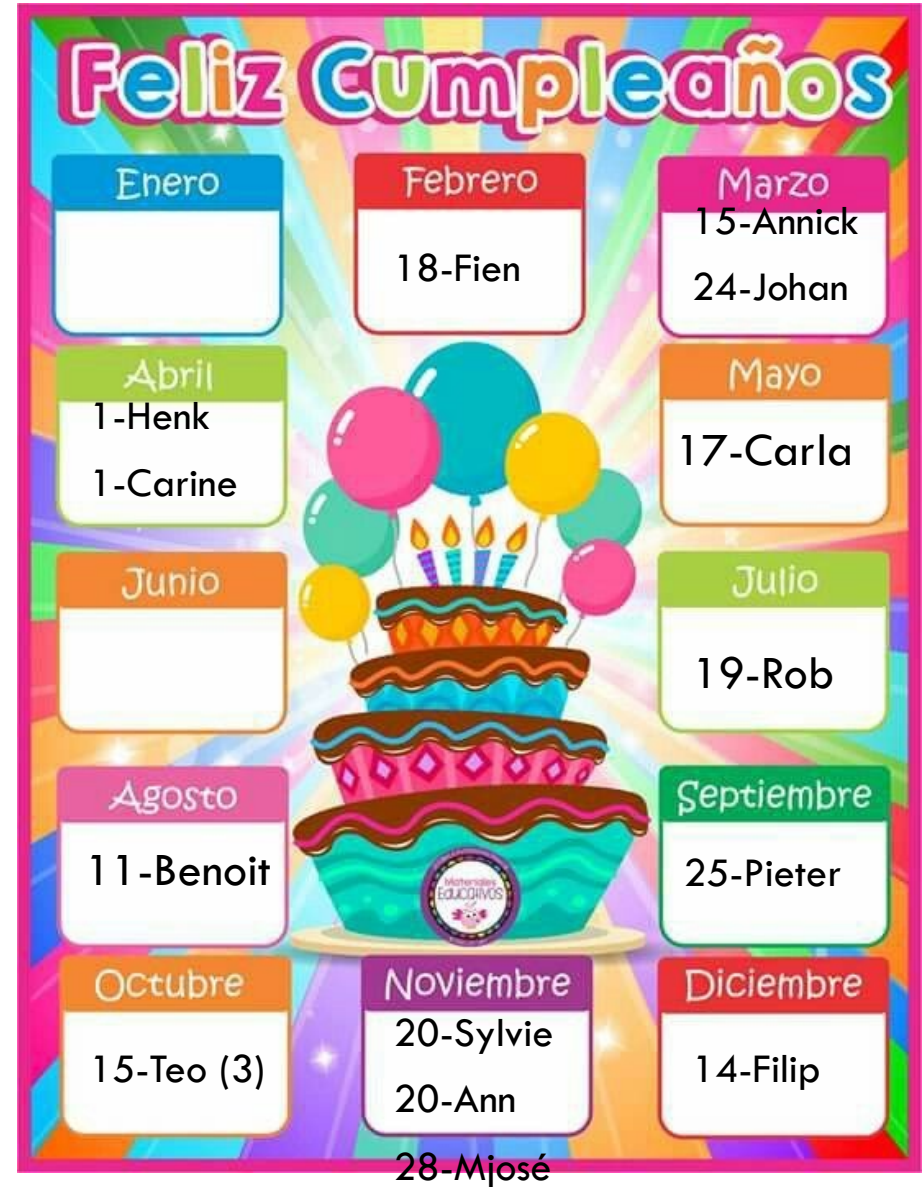 Feliz Cumpleaños
Enero
Febrero
18-Fien
Marzo
15-Annick
24-Johan
Abril
1-Henk
1-Carine
Mayo
17-Carla
Junio
Julio
19-Rob
Agosto
11-Benoit
Septiembre
25-Pieter
Materiales
Educativos
Octubre
15-Teo (3)
Noviembre
20-Sylvie
20-Ann
28-Mjosé
Diciembre
14-Filip